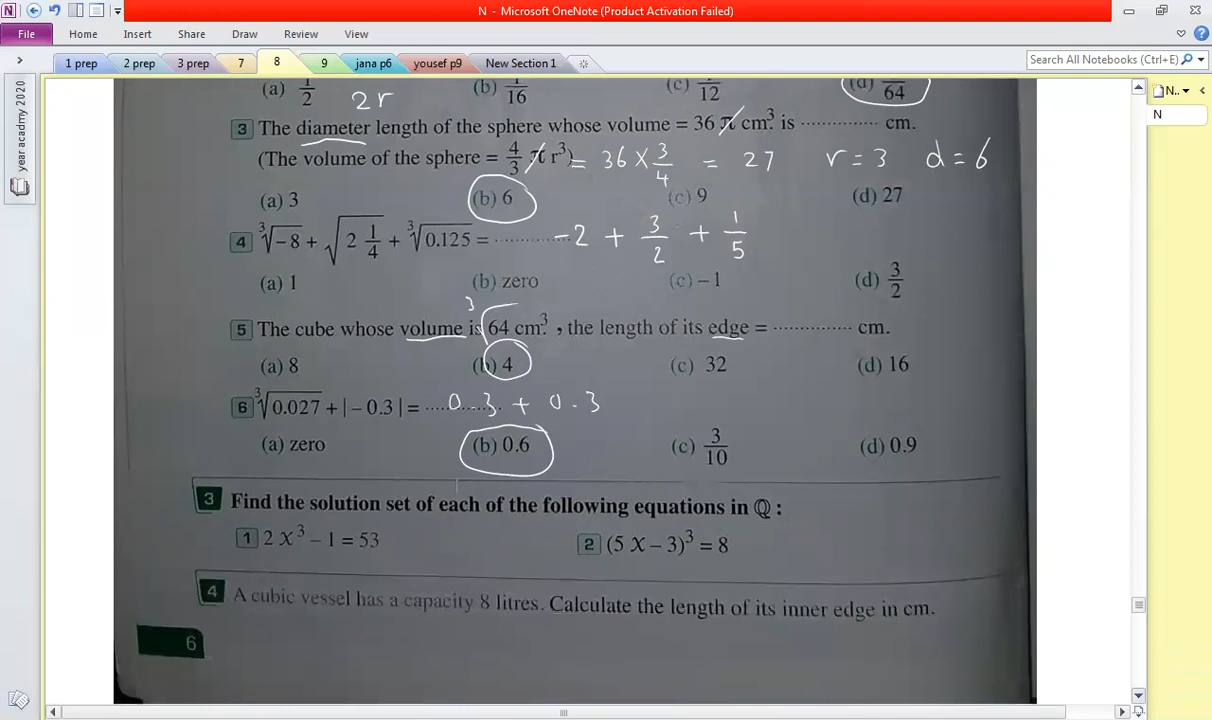 N - Microsoft OneNote (Product Activation Failed)
File Home Insert Share Draw Review View
1 prep 2 prep 3 prep 7 8 9 jana p6 yousef p9 New Section 1
Search All Notebooks (Ctrl+E)
N..
N
Notebooks
my acadmy 2020
(a) 1/2 (b) 1/16 (c) /12 (d) /64
2r
3 The diameter length of the sphere whose volume = 36 π cm³ is ............ cm.
(The volume of the sphere = 4/3 π r³) = 36 × 3/4 = 27 r = 3 d = 6
(a) 3 (b) 6 (c) 9 (d) 27
4 ∛-8 + √2 1/4 + ∛0.125 = ............ -2 + 3/2 + 1/5
(a) 1 (b) zero (c) – 1 (d) 3/2
5 The cube whose volume is 64 cm³, the length of its edge = ............ cm.
3
(a) 8 (b) 4 (c) 32 (d) 16
6 ∛0.027 + | – 0.3 | = ............ 0.3 + 0.3
(a) zero (b) 0.6 (c) 3/10 (d) 0.9
3 Find the solution set of each of the following equations in ℚ :
1 2 X³ – 1 = 53 2 (5 X – 3)³ = 8
4 A cubic vessel has a capacity 8 litres. Calculate the length of its inner edge in cm.
6